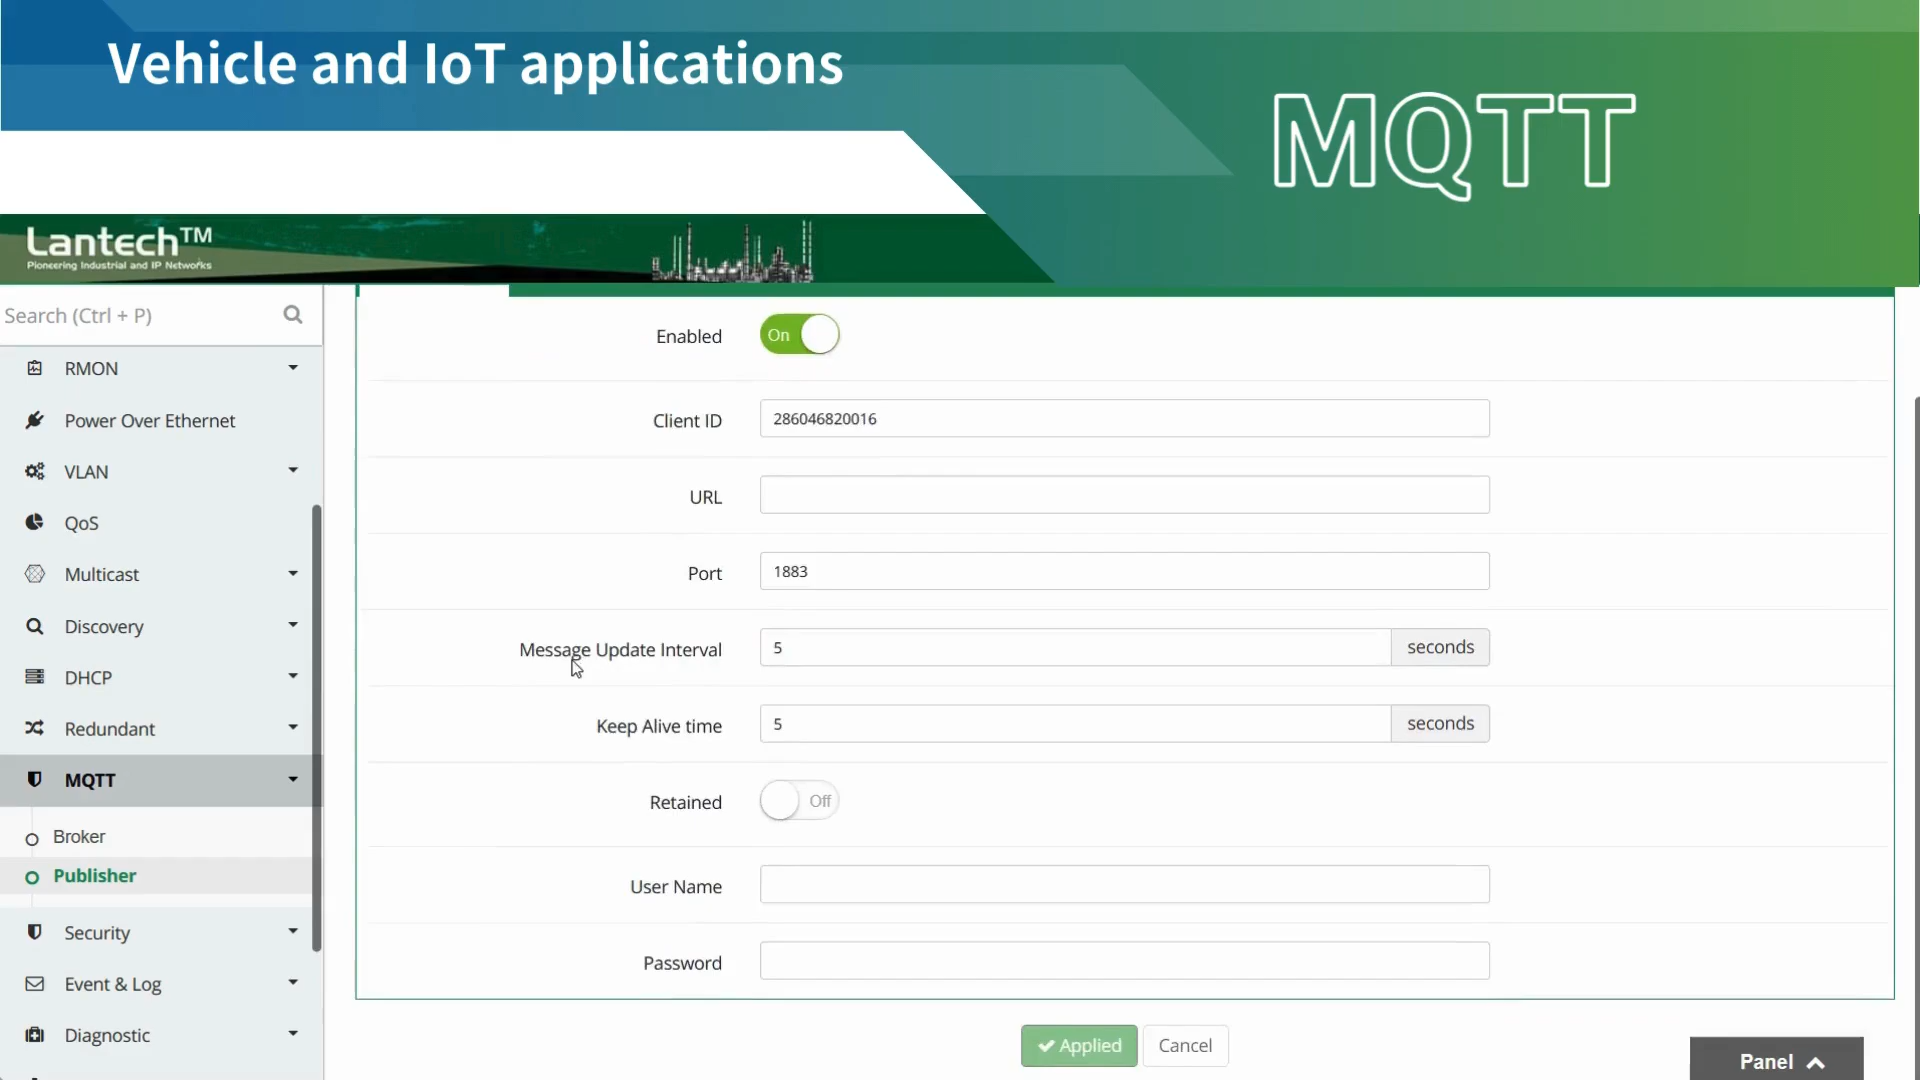 Vehicle and IoT applications
MQTT
Lantech™
Pioneering Industrial and IP Networks
Search (Ctrl + P)
RMON
Power Over Ethernet
VLAN
QoS
Multicast
Discovery
DHCP
Redundant
MQTT
Broker
Publisher
Security
Event & Log
Diagnostic
Enabled On
Client ID 286046820016
URL
Port 1883
Message Update Interval 5 seconds
Keep Alive time 5 seconds
Retained Off
User Name
Password
Applied Cancel
Panel